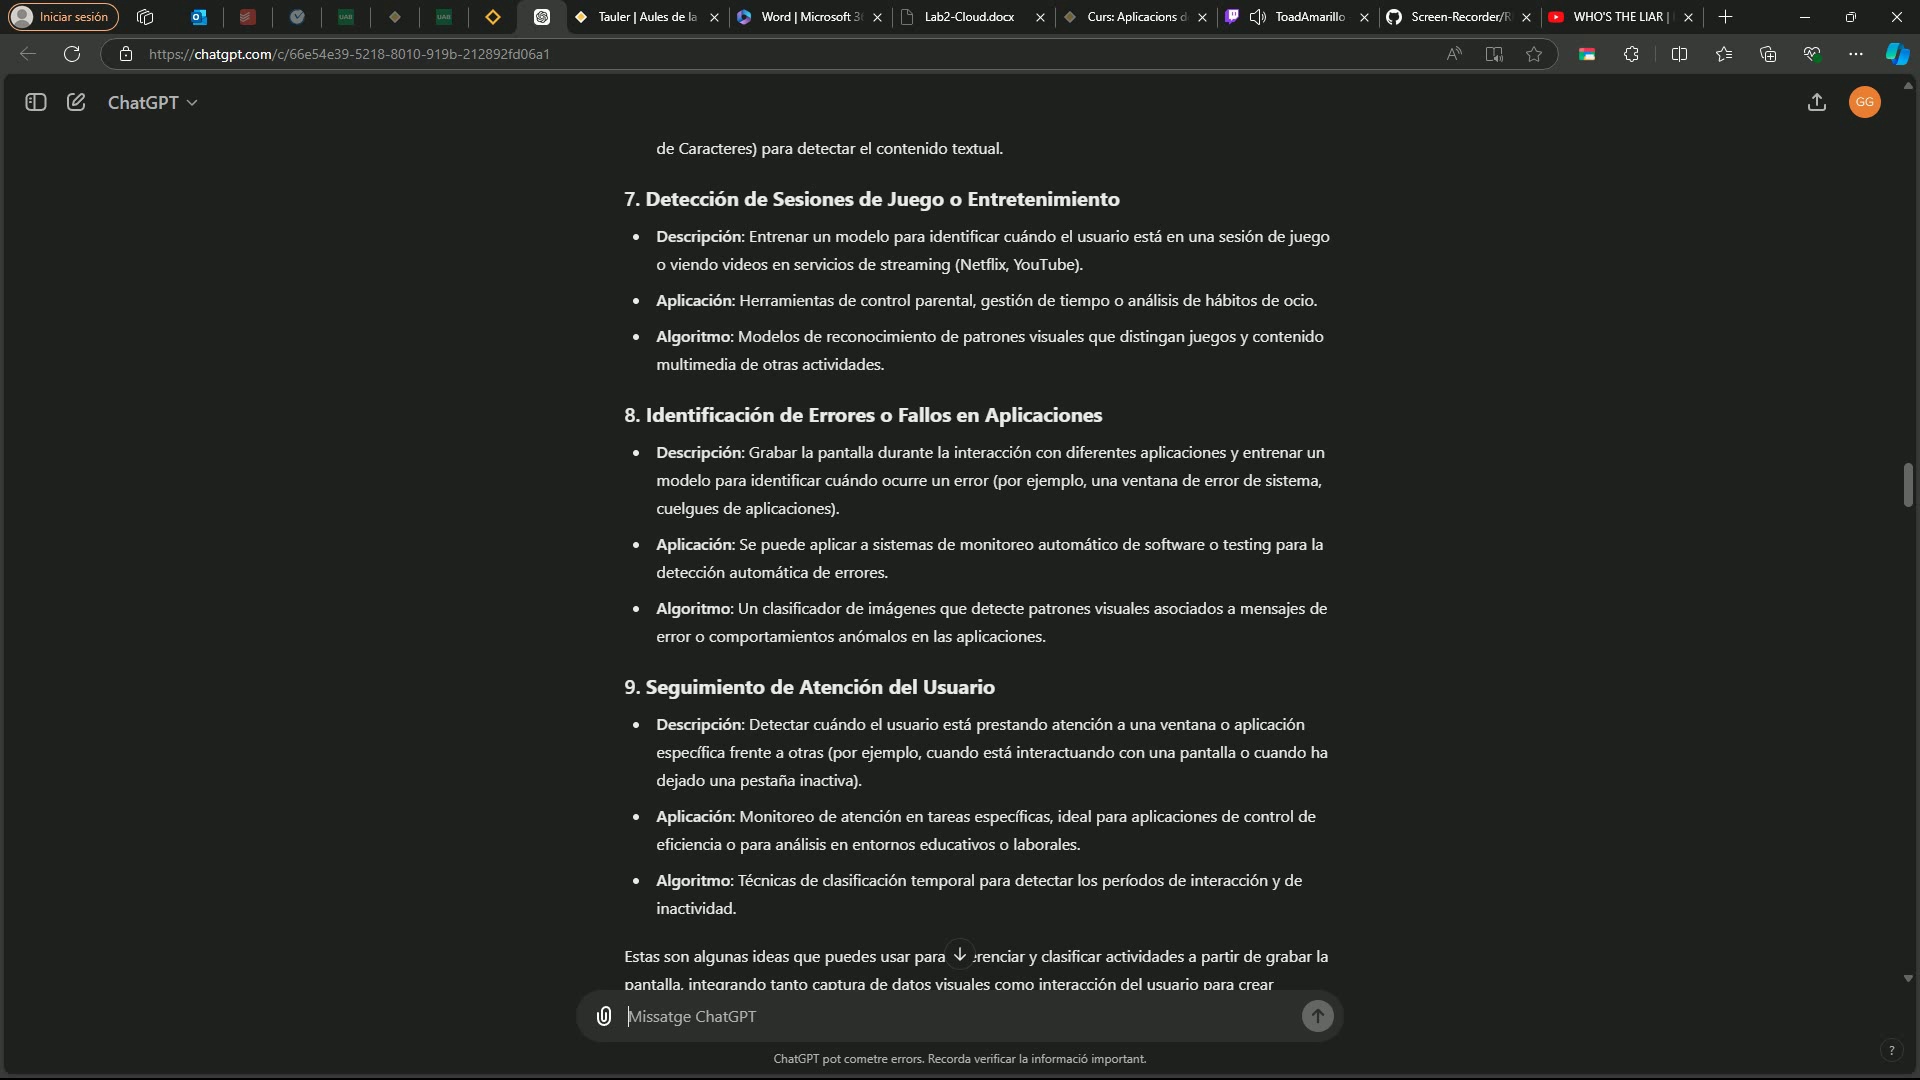 Iniciar sesión
UAB
UAB
Tauler | Aules de la
Word | Microsoft 3
Lab2-Cloud.docx
Curs: Aplicacions d
ToadAmarillo
Screen-Recorder/R
WHO'S THE LIAR |
https://chatgpt.com/c/66e54e39-5218-8010-919b-212892fd06a1
ChatGPT
GG
de Caracteres) para detectar el contenido textual.
7. Detección de Sesiones de Juego o Entretenimiento
• Descripción: Entrenar un modelo para identificar cuándo el usuario está en una sesión de juego
o viendo videos en servicios de streaming (Netflix, YouTube).
• Aplicación: Herramientas de control parental, gestión de tiempo o análisis de hábitos de ocio.
• Algoritmo: Modelos de reconocimiento de patrones visuales que distingan juegos y contenido
multimedia de otras actividades.
8. Identificación de Errores o Fallos en Aplicaciones
• Descripción: Grabar la pantalla durante la interacción con diferentes aplicaciones y entrenar un
modelo para identificar cuándo ocurre un error (por ejemplo, una ventana de error de sistema,
cuelgues de aplicaciones).
• Aplicación: Se puede aplicar a sistemas de monitoreo automático de software o testing para la
detección automática de errores.
• Algoritmo: Un clasificador de imágenes que detecte patrones visuales asociados a mensajes de
error o comportamientos anómalos en las aplicaciones.
9. Seguimiento de Atención del Usuario
• Descripción: Detectar cuándo el usuario está prestando atención a una ventana o aplicación
específica frente a otras (por ejemplo, cuando está interactuando con una pantalla o cuando ha
dejado una pestaña inactiva).
• Aplicación: Monitoreo de atención en tareas específicas, ideal para aplicaciones de control de
eficiencia o para análisis en entornos educativos o laborales.
• Algoritmo: Técnicas de clasificación temporal para detectar los períodos de interacción y de
inactividad.
Estas son algunas ideas que puedes usar para erenciar y clasificar actividades a partir de grabar la
pantalla, integrando tanto captura de datos visuales como interacción del usuario para crear
Missatge ChatGPT
ChatGPT pot cometre errors. Recorda verificar la informació important.
?